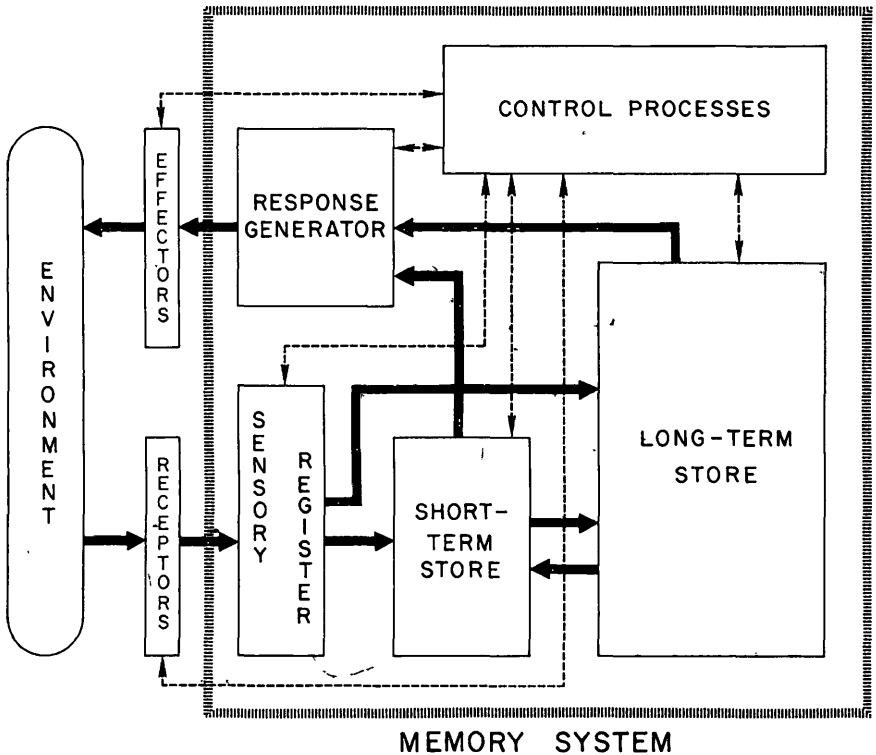 CONTROL PROCESSES
EFFECTORS
RESPONSE
GENERATOR
ENVIRONMENT
SENSORY
REGISTER
LONG-TERM
STORE
RECEPTORS
SHORT-
TERM
STORE
MEMORY SYSTEM